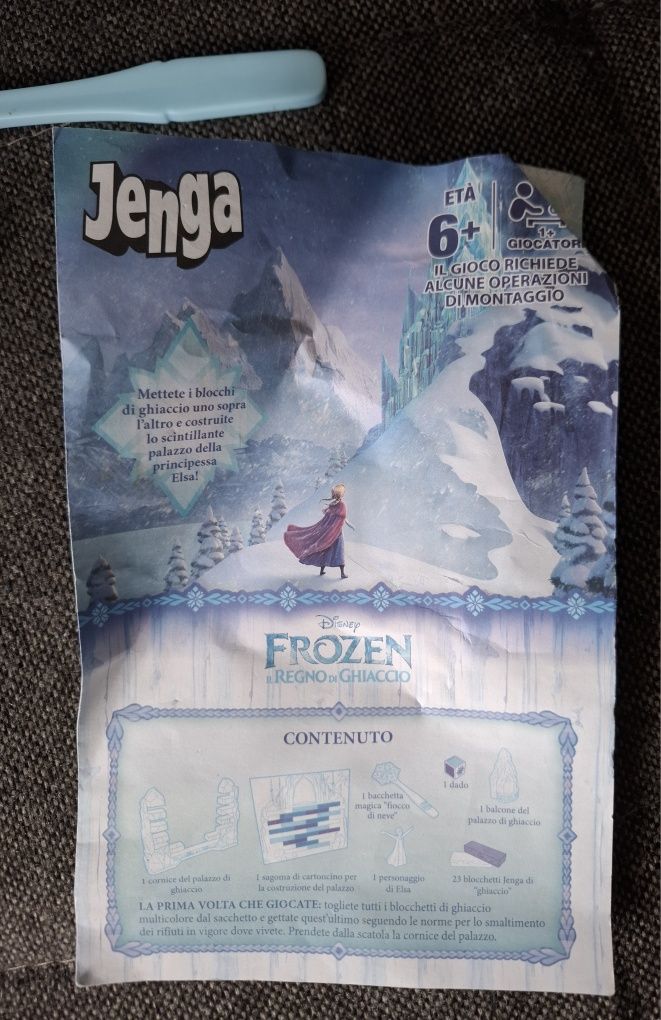 Jenga
ETÀ
6+
1+
GIOCATOR
IL GIOCO RICHIEDE
ALCUNE OPERAZIONI
DI MONTAGGIO
Mettete i blocchi
di ghiaccio uno sopra
l'altro e costruite
lo scintillante
palazzo della
principessa
Elsa!
DISNEY
FROZEN
IL REGNO DI GHIACCIO
CONTENUTO
1 cornice del palazzo di
ghiaccio
1 sagoma di cartoncino per
la costruzione del palazzo
1 bacchetta
magica "fiocco
di neve"
1 personaggio
di Elsa
1 dado
1 balcone del
palazzo di ghiaccio
23 blocchetti Jenga di
"ghiaccio"
LA PRIMA VOLTA CHE GIOCATE: togliete tutti i blocchetti di ghiaccio
multicolore dal sacchetto e gettate quest'ultimo seguendo le norme per lo smaltimento
dei rifiuti in vigore dove vivete. Prendete dalla scatola la cornice del palazzo.